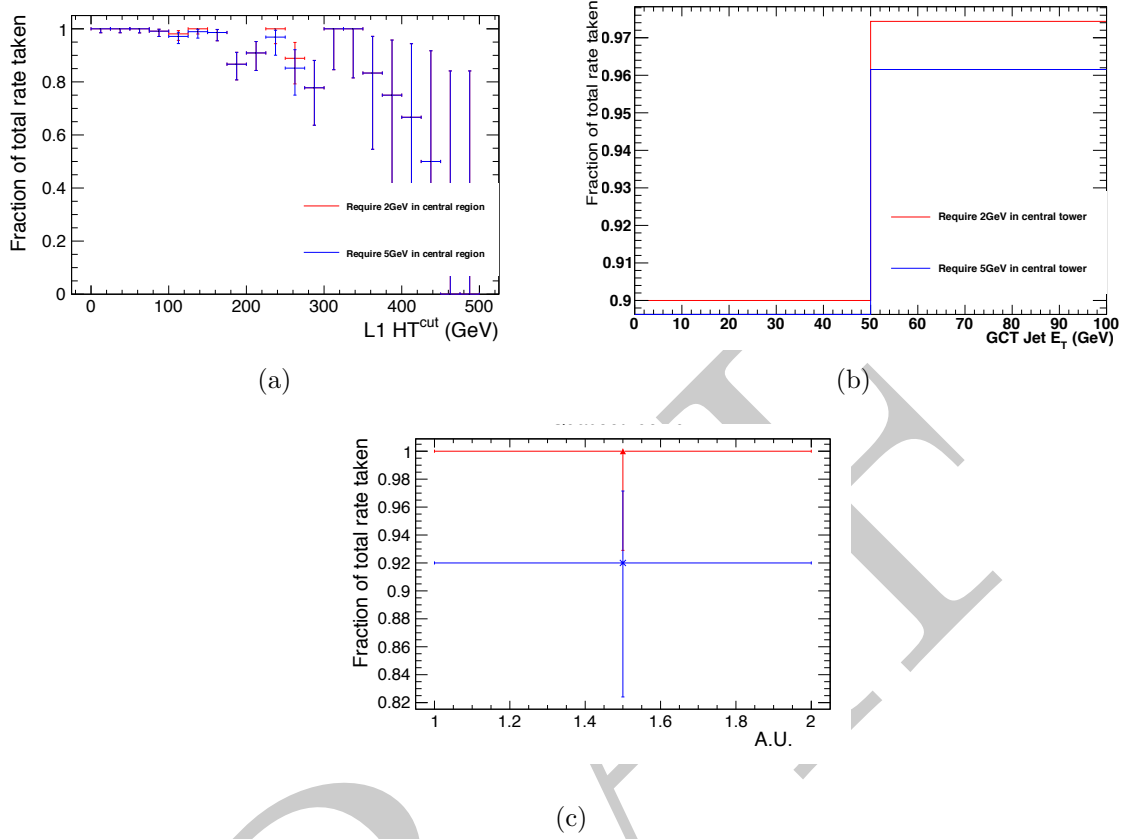 Fraction of total rate taken
1
0.8
0.6
0.4
0.2
0
Require 2GeV in central region
Require 5GeV in central region
0 100 200 300 400 500
L1 HTcut (GeV)
(a)
Fraction of total rate taken
0.97
0.96
0.95
0.94
0.93
0.92
0.91
0.9
Require 2GeV in central tower
Require 5GeV in central tower
0 10 20 30 40 50 60 70 80 90 100
GCT Jet ET (GeV)
(b)
Fraction of total rate taken
1
0.98
0.96
0.94
0.92
0.9
0.88
0.86
0.84
0.82
1 1.2 1.4 1.6 1.8 2
A.U.
(c)